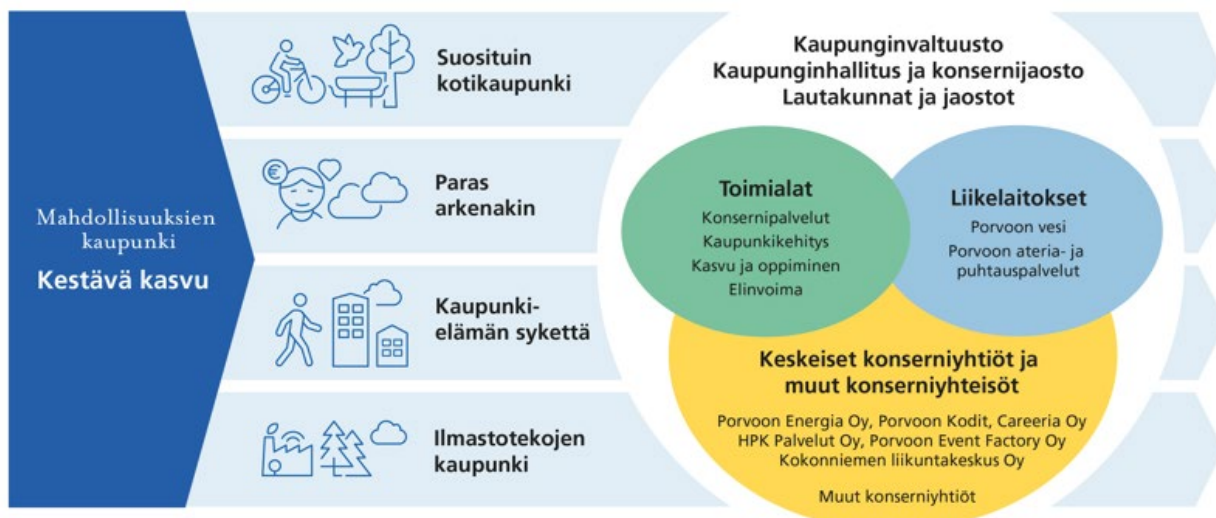 Mahdollisuuksien
kaupunki
Kestävä kasvu
€
Suosituin
kotikaupunki
Paras
arkenakin
Kaupunki-
elämän sykettä
Ilmastotekojen
kaupunki
Kaupunginvaltuusto
Kaupunginhallitus ja konsernijaosto
Lautakunnat ja jaostot
Toimialat
Konsernipalvelut
Kaupunkikehitys
Kasvu ja oppiminen
Elinvoima
Liikelaitokset
Porvoon vesi
Porvoon ateria- ja
puhtauspalvelut
Keskeiset konserniyhtiöt ja
muut konserniyhteisöt
Porvoon Energia Oy, Porvoon Kodit, Careeria Oy
HPK Palvelut Oy, Porvoon Event Factory Oy
Kokonniemen liikuntakeskus Oy
Muut konserniyhtiöt